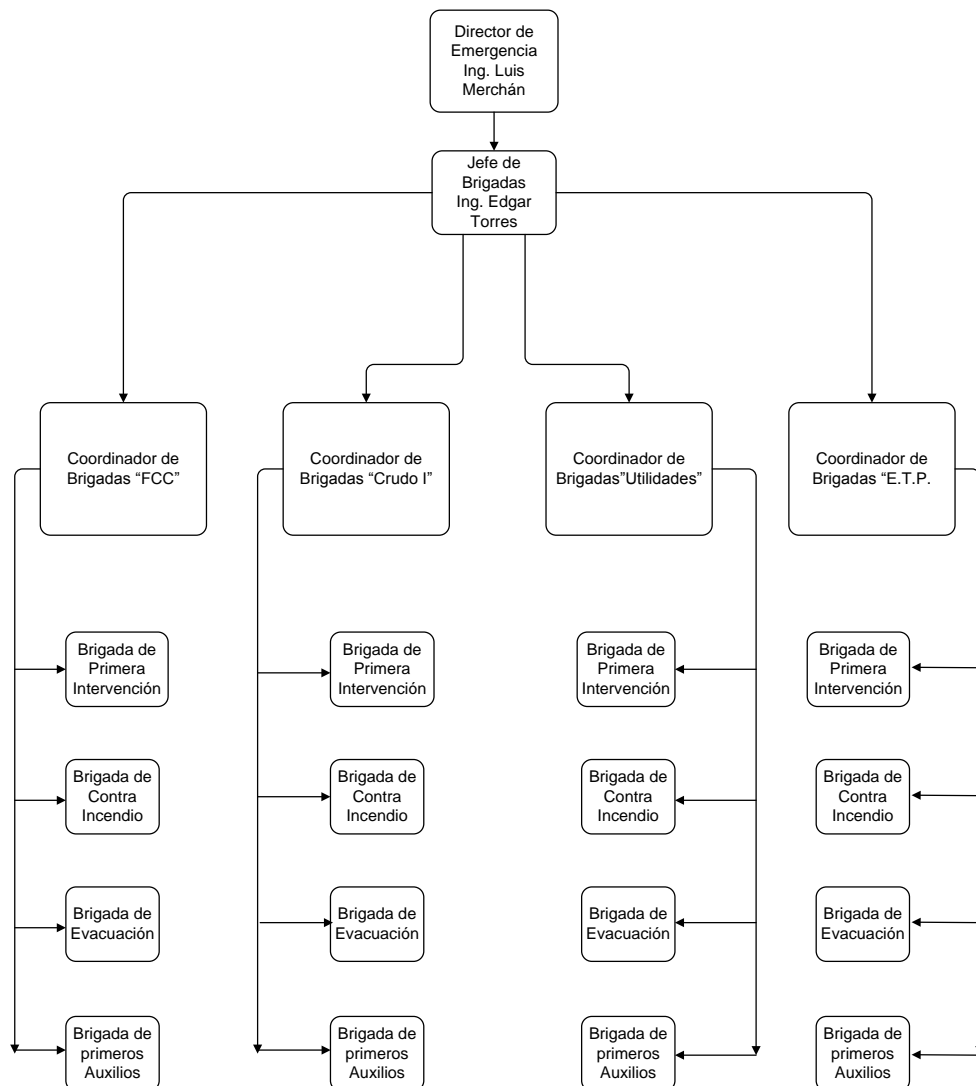 Director de
Emergencia
Ing. Luis
Merchán
Jefe de
Brigadas
Ing. Edgar
Torres
Coordinador de
Brigadas “FCC”
Coordinador de
Brigadas “Crudo I”
Coordinador de
Brigadas”Utilidades”
Coordinador de
Brigadas “E.T.P.
Brigada de
Primera
Intervención
Brigada de
Primera
Intervención
Brigada de
Primera
Intervención
Brigada de
Primera
Intervención
Brigada de
Contra
Incendio
Brigada de
Contra
Incendio
Brigada de
Contra
Incendio
Brigada de
Contra
Incendio
Brigada de
Evacuación
Brigada de
Evacuación
Brigada de
Evacuación
Brigada de
Evacuación
Brigada de
primeros
Auxilios
Brigada de
primeros
Auxilios
Brigada de
primeros
Auxilios
Brigada de
primeros
Auxilios